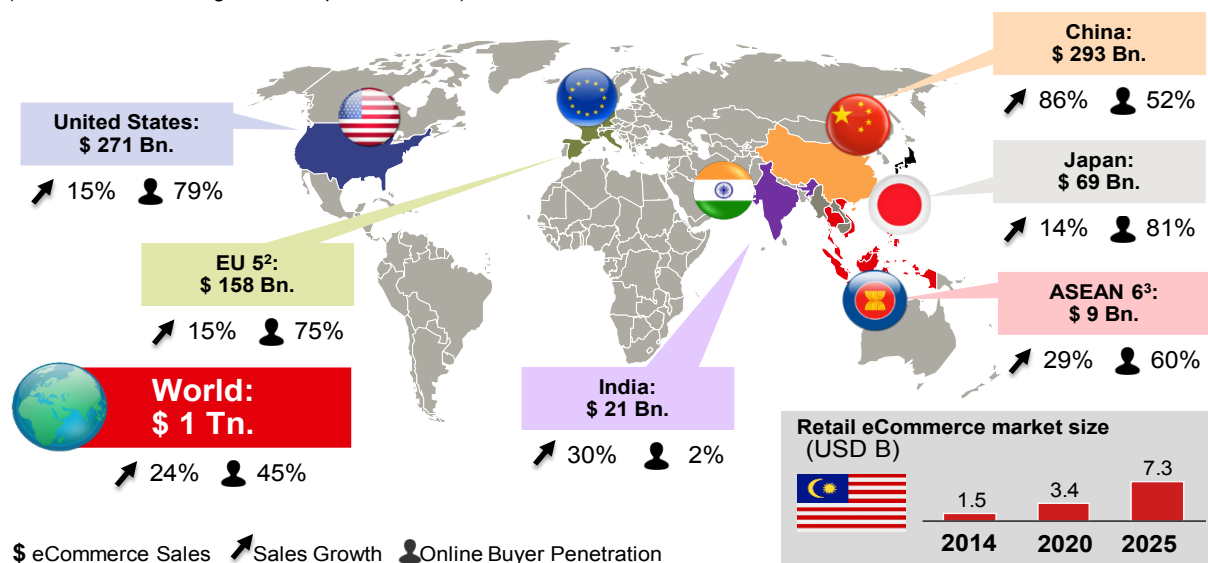 China:
$ 293 Bn.
86% 52%
United States:
$ 271 Bn.
15% 79%
Japan:
$ 69 Bn.
14% 81%
EU 5²:
$ 158 Bn.
15% 75%
ASEAN 6³:
$ 9 Bn.
29% 60%
World:
$ 1 Tn.
24% 45%
India:
$ 21 Bn.
30% 2%
Retail eCommerce market size
(USD B)
1.5 3.4 7.3
2014 2020 2025
$ eCommerce Sales Sales Growth Online Buyer Penetration